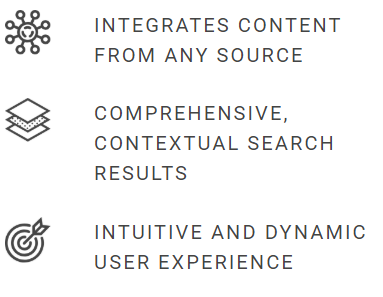 INTEGRATES CONTENT
FROM ANY SOURCE
COMPREHENSIVE,
CONTEXTUAL SEARCH
RESULTS
INTUITIVE AND DYNAMIC
USER EXPERIENCE